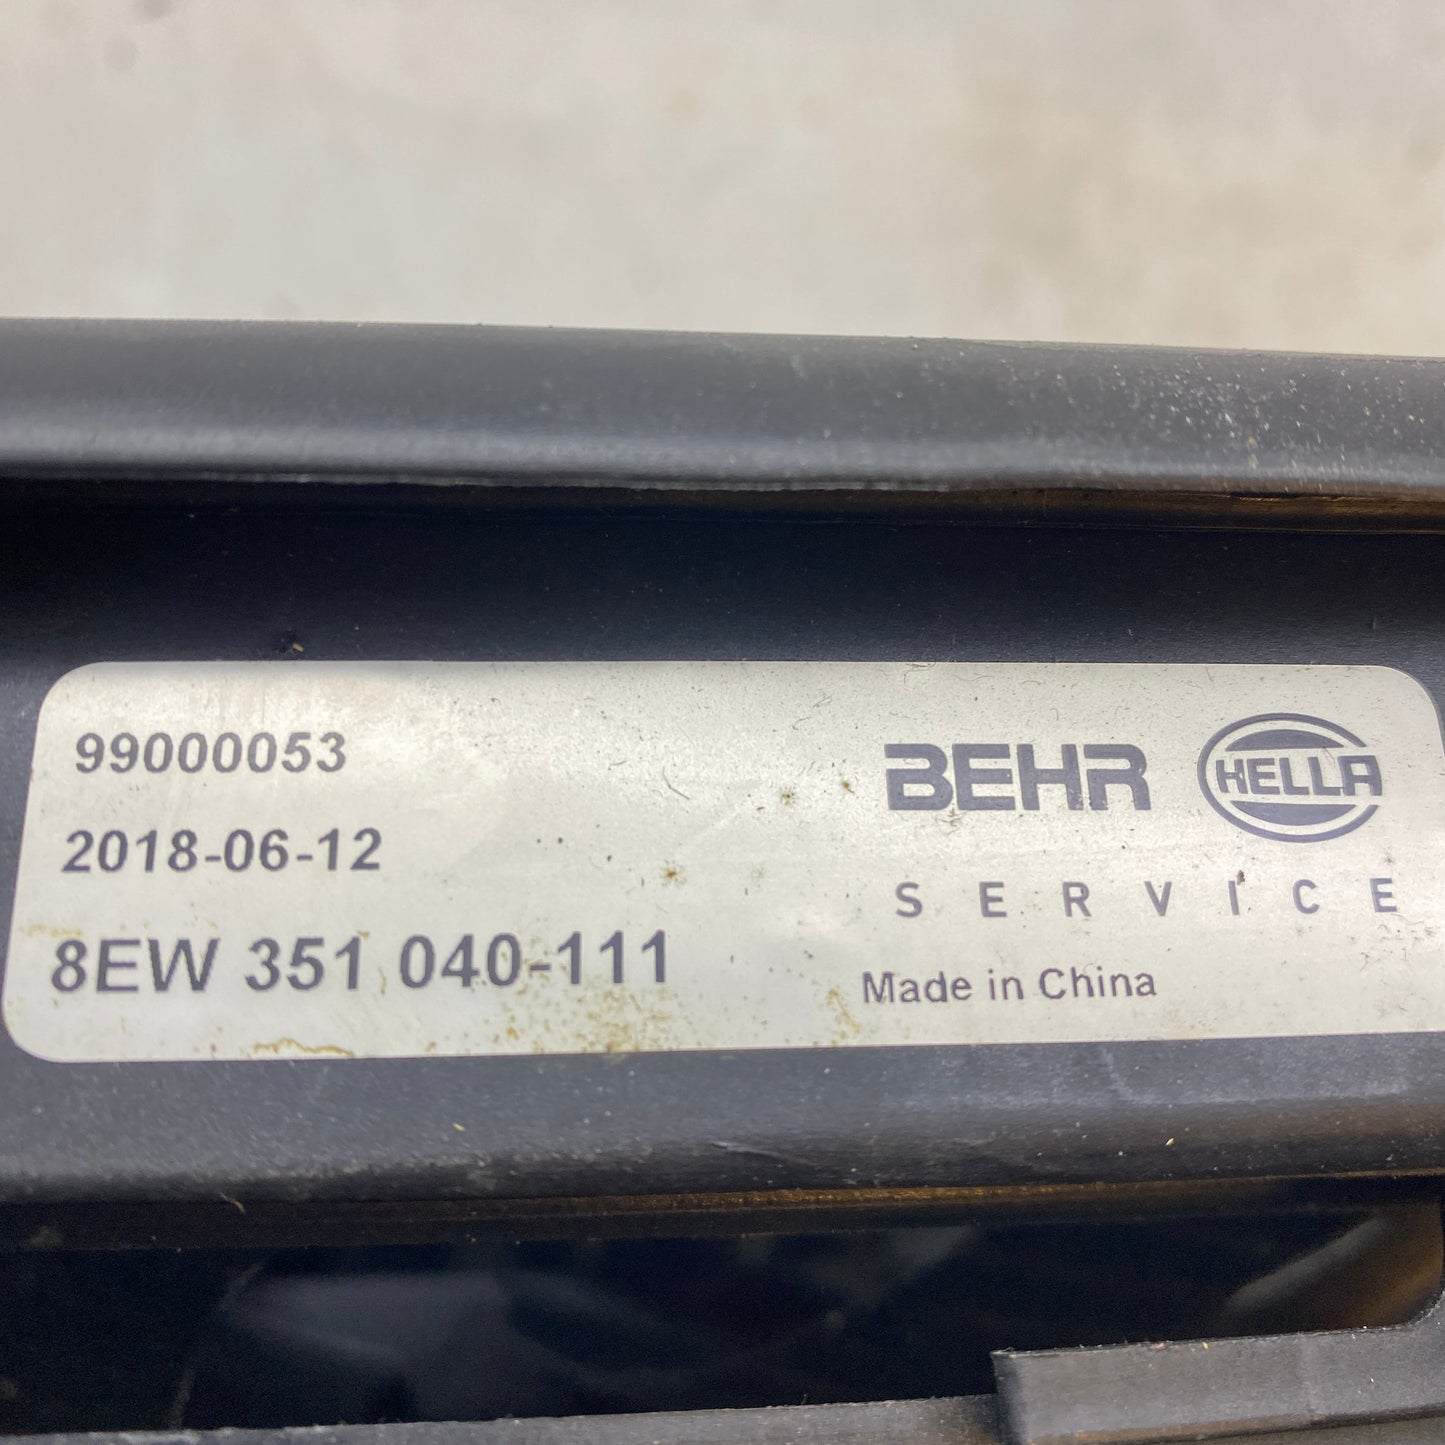 99000053
2018-06-12
8EW 351 040-111
BEHR HELLA
SERVICE
Made in China